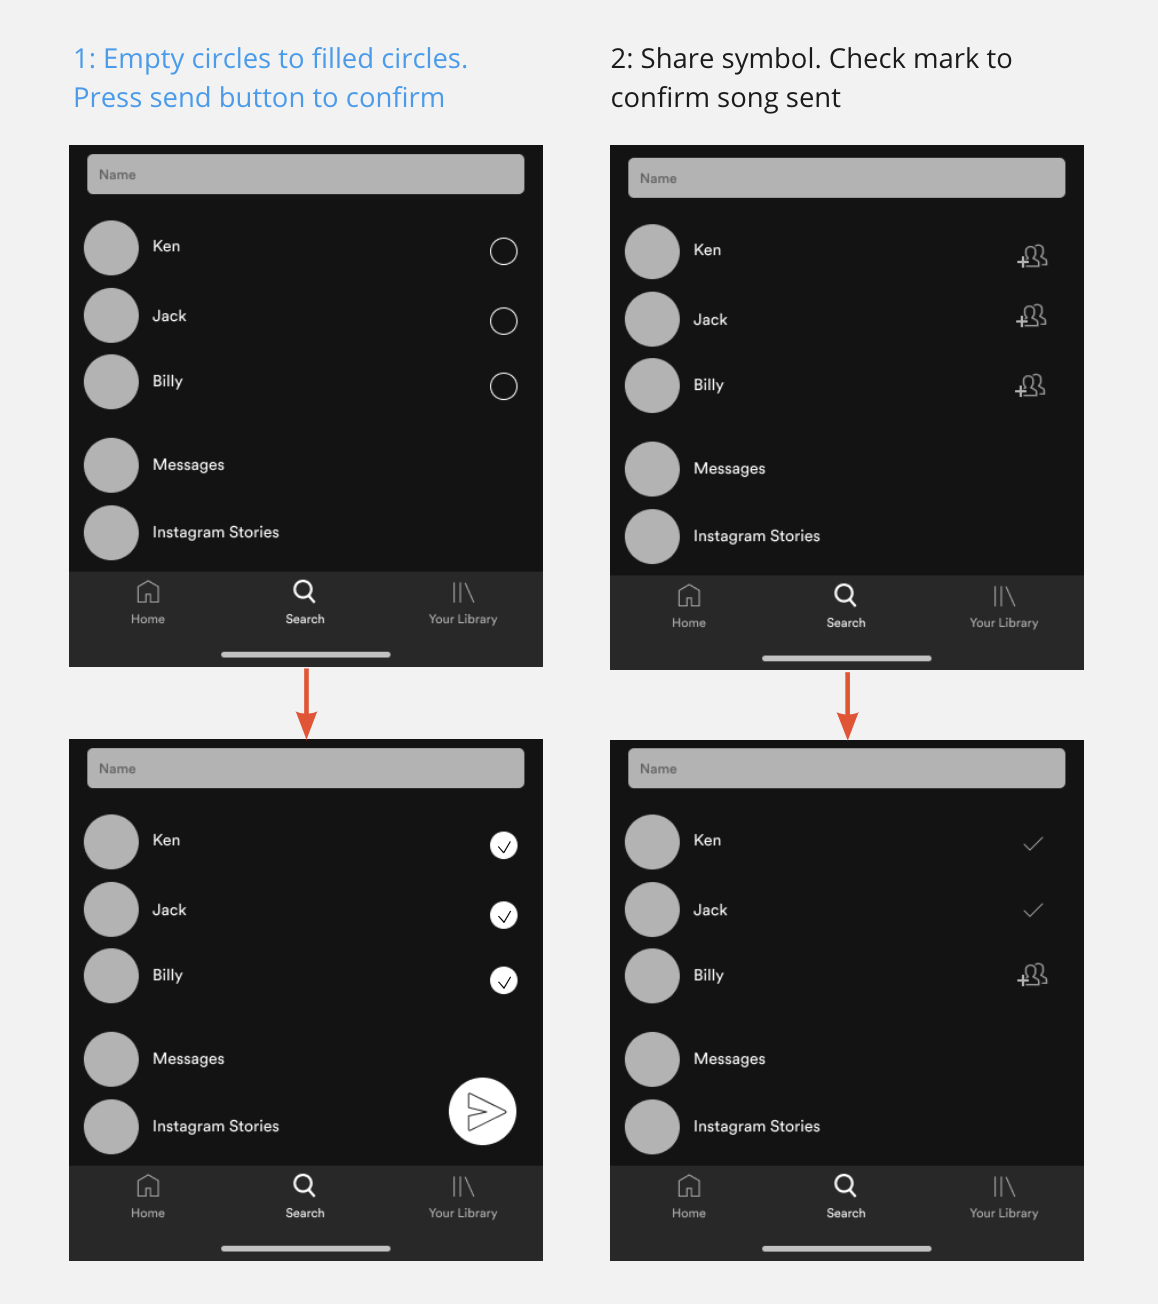 1: Empty circles to filled circles.
Press send button to confirm
2: Share symbol. Check mark to
confirm song sent
Name
Ken
Jack
Billy
Messages
Instagram Stories
Home
Search
Your Library
Name
Ken
Jack
Billy
Messages
Instagram Stories
Home
Search
Your Library
Name
Ken
Jack
Billy
Messages
Instagram Stories
Home
Search
Your Library
Name
Ken
Jack
Billy
Messages
Instagram Stories
Home
Search
Your Library